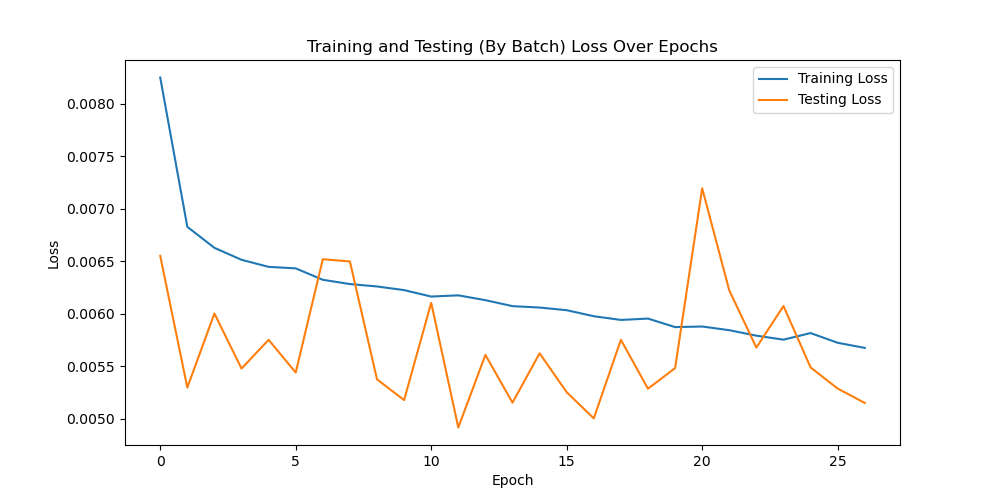 Training and Testing (By Batch) Loss Over Epochs
Training Loss
Testing Loss
0.0080
0.0075
0.0070
0.0065
0.0060
0.0055
0.0050
Loss
0 5 10 15 20 25
Epoch